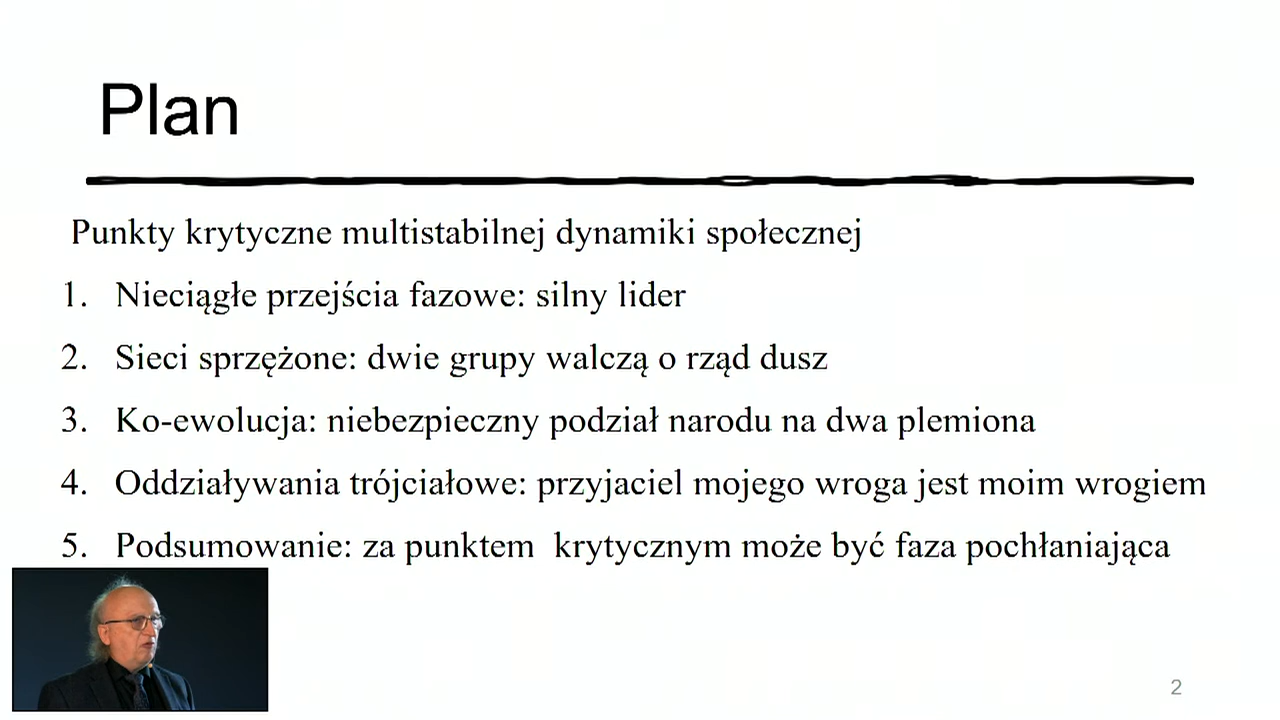 Plan
Punkty krytyczne multistabilnej dynamiki społecznej
1. Nieciągłe przejścia fazowe: silny lider
2. Sieci sprzężone: dwie grupy walczą o rząd dusz
3. Ko-ewolucja: niebezpieczny podział narodu na dwa plemiona
4. Oddziaływania trójciałowe: przyjaciel mojego wroga jest moim wrogiem
5. Podsumowanie: za punktem  krytycznym może być faza pochłaniająca
2